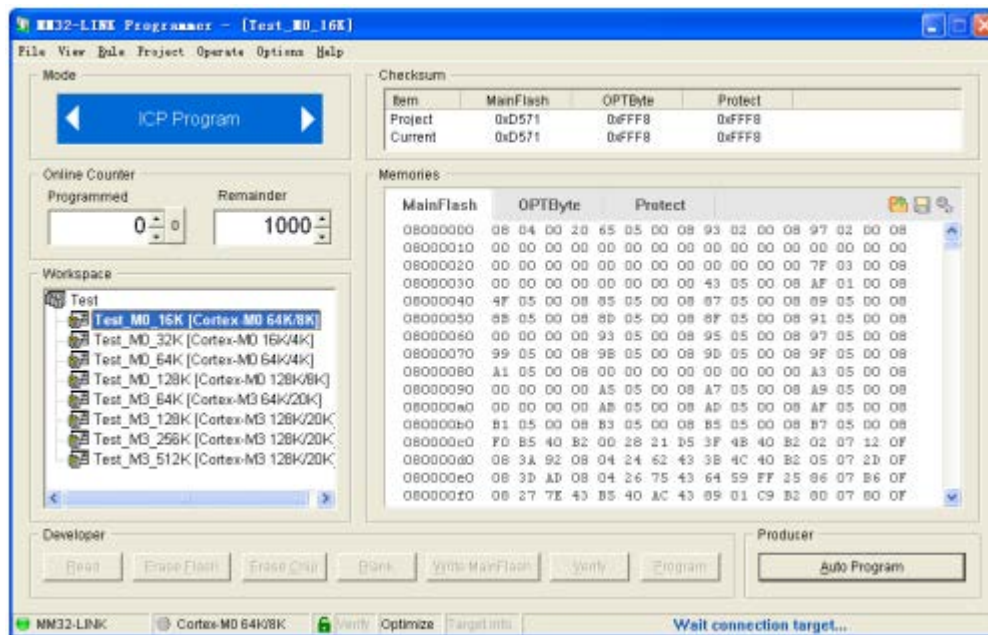 MM32-LINK Programmer - [Test_M0_16K]
File View Rule Project Operate Options Help
Mode
ICP Program
Checksum
Item MainFlash OPTByte Protect
Project 0xD571 0xFFF8 0xFFF8
Current 0xD571 0xFFF8 0xFFF8
Online Counter
Programmed Remainder
0 0 1000
Workspace
Test
Test_M0_16K [Cortex-M0 64K/8K]
Test_M0_32K [Cortex-M0 16K/4K]
Test_M0_64K [Cortex-M0 64K/4K]
Test_M0_128K [Cortex-M0 128K/8K]
Test_M3_64K [Cortex-M3 64K/20K]
Test_M3_128K [Cortex-M3 128K/20K]
Test_M3_256K [Cortex-M3 128K/20K
Test_M3_512K [Cortex-M3 128K/20K
Memories
MainFlash OPTByte Protect
08000000 08 04 00 20 65 05 00 08 93 02 00 08 97 02 00 08
08000010 00 00 00 00 00 00 00 00 00 00 00 00 00 00 00 00
08000020 00 00 00 00 00 00 00 00 00 00 00 00 7F 03 00 08
08000030 00 00 00 00 00 00 00 00 43 05 00 08 AF 01 00 08
08000040 4F 05 00 08 85 05 00 08 87 05 00 08 89 05 00 08
08000050 8B 05 00 08 8D 05 00 08 8F 05 00 08 91 05 00 08
08000060 00 00 00 00 93 05 00 08 95 05 00 08 97 05 00 08
08000070 99 05 00 08 9B 05 00 08 9D 05 00 08 9F 05 00 08
08000080 A1 05 00 08 00 00 00 00 00 00 00 00 A3 05 00 08
08000090 00 00 00 00 A5 05 00 08 A7 05 00 08 A9 05 00 08
080000a0 00 00 00 00 AB 05 00 08 AD 05 00 08 AF 05 00 08
080000b0 B1 05 00 08 B3 05 00 08 B5 05 00 08 B7 05 00 08
080000c0 F0 B5 40 B2 00 28 21 D5 3F 4B 40 B2 02 07 12 0F
080000d0 08 3A 92 08 04 24 62 43 3B 4C 40 B2 05 07 2D 0F
080000e0 08 3D AD 08 04 26 75 43 64 59 FF 25 86 07 B6 0F
080000f0 08 27 7E 43 B5 40 AC 43 89 01 C9 B2 80 07 80 0F
Developer
Read Erase Flash Erase Chip Blank Write MainFlash Verify Program
Producer
Auto Program
MM32-LINK Cortex-M0 64K/8K Verify Optimize Target Info Wait connection target...